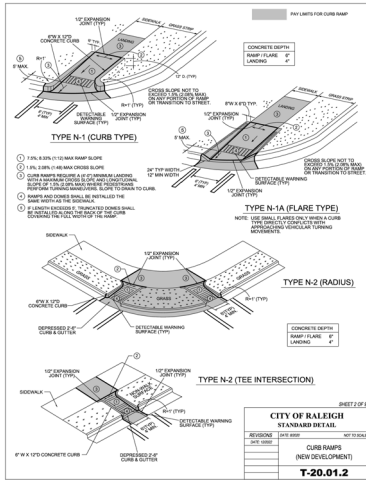 1/2" EXPANSION
JOINT (TYP)
SIDEWALK
GRASS STRIP
PAY LIMITS FOR CURB RAMP
6"W X 12"D
CONCRETE CURB
LANDING
R=1'
5' MAX.
CROSS SLOPE NOT TO
EXCEED 1.5% (2.08% MAX)
ON ANY PORTION OF RAMP
OR TRANSITION TO STREET.
R=1' (TYP)
1/2" EXPANSION
JOINT (TYP)
DETECTABLE
WARNING
SURFACE (TYP)
TYPE N-1 (CURB TYPE)
CONCRETE DEPTH
RAMP / FLARE 6"
LANDING 4"
1 7.5%; 8.33%(1:12) MAX RAMP SLOPE
2 1.5%; 2.08% (1:48) MAX CROSS SLOPE
3 CURB RAMPS REQUIRE A (4'-0") MINIMUM LANDING
WITH A MAXIMUM CROSS SLOPE AND LONGITUDINAL
SLOPE OF 1.5% (2.08% MAX) WHERE PEDESTRIANS
PERFORM TURNING MANEUVERS. SLOPE TO DRAIN TO CURB.
4 RAMPS AND DOMES SHALL BE INSTALLED THE
SAME WIDTH AS THE SIDEWALK.
5 IF LENGTH EXCEEDS 5', TRUNCATED DOMES SHALL
BE INSTALLED ALONG THE BACK OF THE CURB
COVERING THE FULL WIDTH OF THE RAMP.
SIDEWALK
GRASS STRIP
8"W X 6"D TYP.
LANDING
5' MAX.
24" TYP WIDTH
12" MIN WIDTH
CROSS SLOPE NOT TO
EXCEED 1.5% (2.08% MAX)
ON ANY PORTION OF RAMP
OR TRANSITION TO STREET.
DETECTABLE WARNING
SURFACE (TYP)
1/2" EXPANSION
JOINT (TYP)
TYPE N-1A (FLARE TYPE)
NOTE: USE SMALL FLARES ONLY WHEN A CURB
TYPE DIRECTLY CONFLICTS WITH
APPROACHING VEHICULAR TURNING
MOVEMENTS.
SIDEWALK
1/2" EXPANSION
JOINT (TYP)
GRASS
GRASS
GRASS
TYPE N-2 (RADIUS)
6"W X 12"D
CONCRETE CURB
R=1' (TYP)
DEPRESSED 2'-6"
CURB & GUTTER
DETECTABLE WARNING
SURFACE (TYP)
CONCRETE DEPTH
RAMP / FLARE 6"
LANDING 4"
1/2" EXPANSION
JOINT (TYP)
1/2" EXPANSION
JOINT (TYP)
TYPE N-2 (TEE INTERSECTION)
SIDEWALK
R=1' (TYP)
DETECTABLE WARNING
SURFACE (TYP)
6" W X 12"D CONCRETE CURB
DEPRESSED 2'-6"
CURB & GUTTER
CITY OF RALEIGH
STANDARD DETAIL
REVISIONS
NOT TO SCALE
CURB RAMPS
(NEW DEVELOPMENT)
T-20.01.2